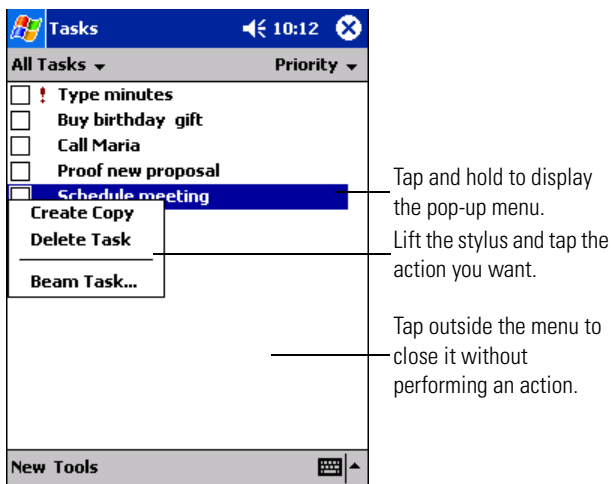 Tasks 10:12
All Tasks Priority
! Type minutes
Buy birthday gift
Call Maria
Proof new proposal
Schedule meeting
Create Copy
Delete Task
Beam Task...
New Tools
Tap and hold to display
the pop-up menu.
Lift the stylus and tap the
action you want.
Tap outside the menu to
close it without
performing an action.